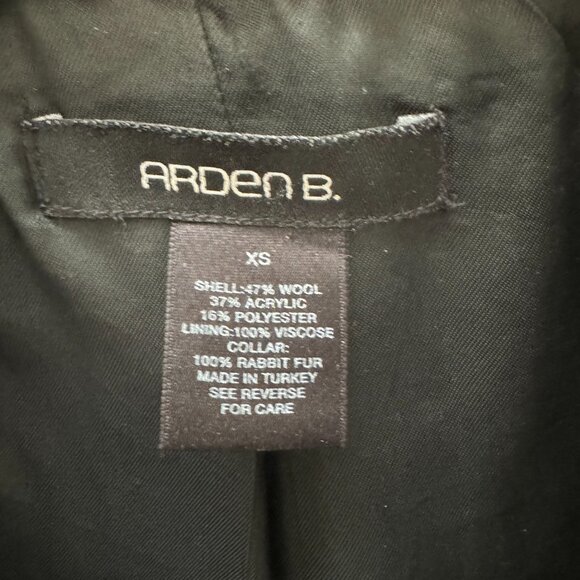 ARDEN B.
XS
SHELL:47% WOOL
37% ACRYLIC
16% POLYESTER
LINING:100% VISCOSE
COLLAR:
100% RABBIT FUR
MADE IN TURKEY
SEE REVERSE
FOR CARE